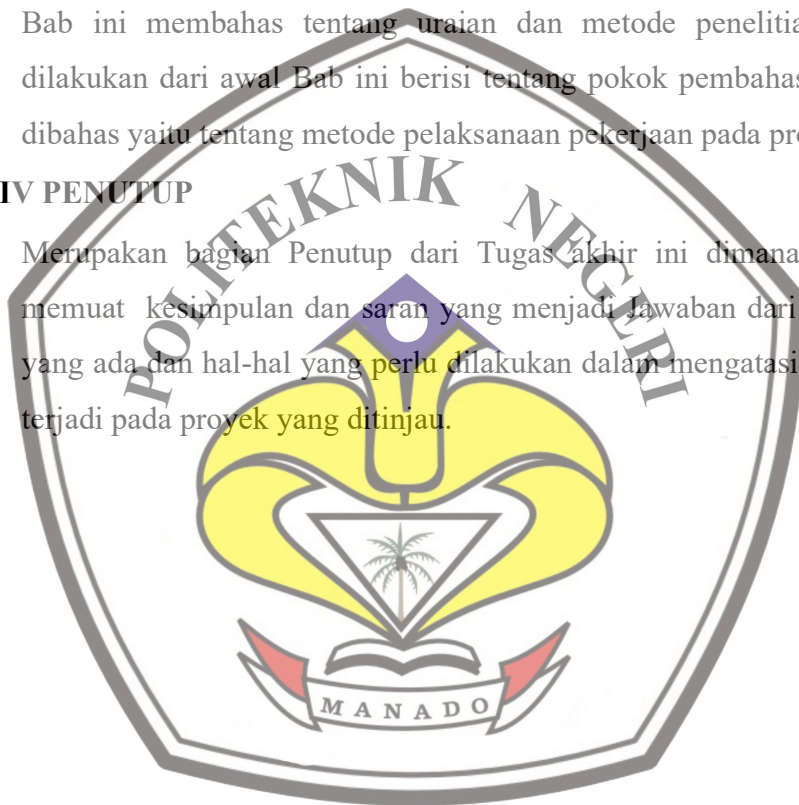 Bab ini membahas tentang uraian dan metode penelitia
dilakukan dari awal Bab ini berisi tentang pokok pembahas
dibahas yaitu tentang metode pelaksanaan pekerjaan pada pro
IV PENUTUP
Merupakan bagian Penutup dari Tugas akhir ini dimana
memuat kesimpulan dan saran yang menjadi Jawaban dari
yang ada dan hal-hal yang perlu dilakukan dalam mengatasi
terjadi pada proyek yang ditinjau.
POLITEKNIK NEGERI
MANADO